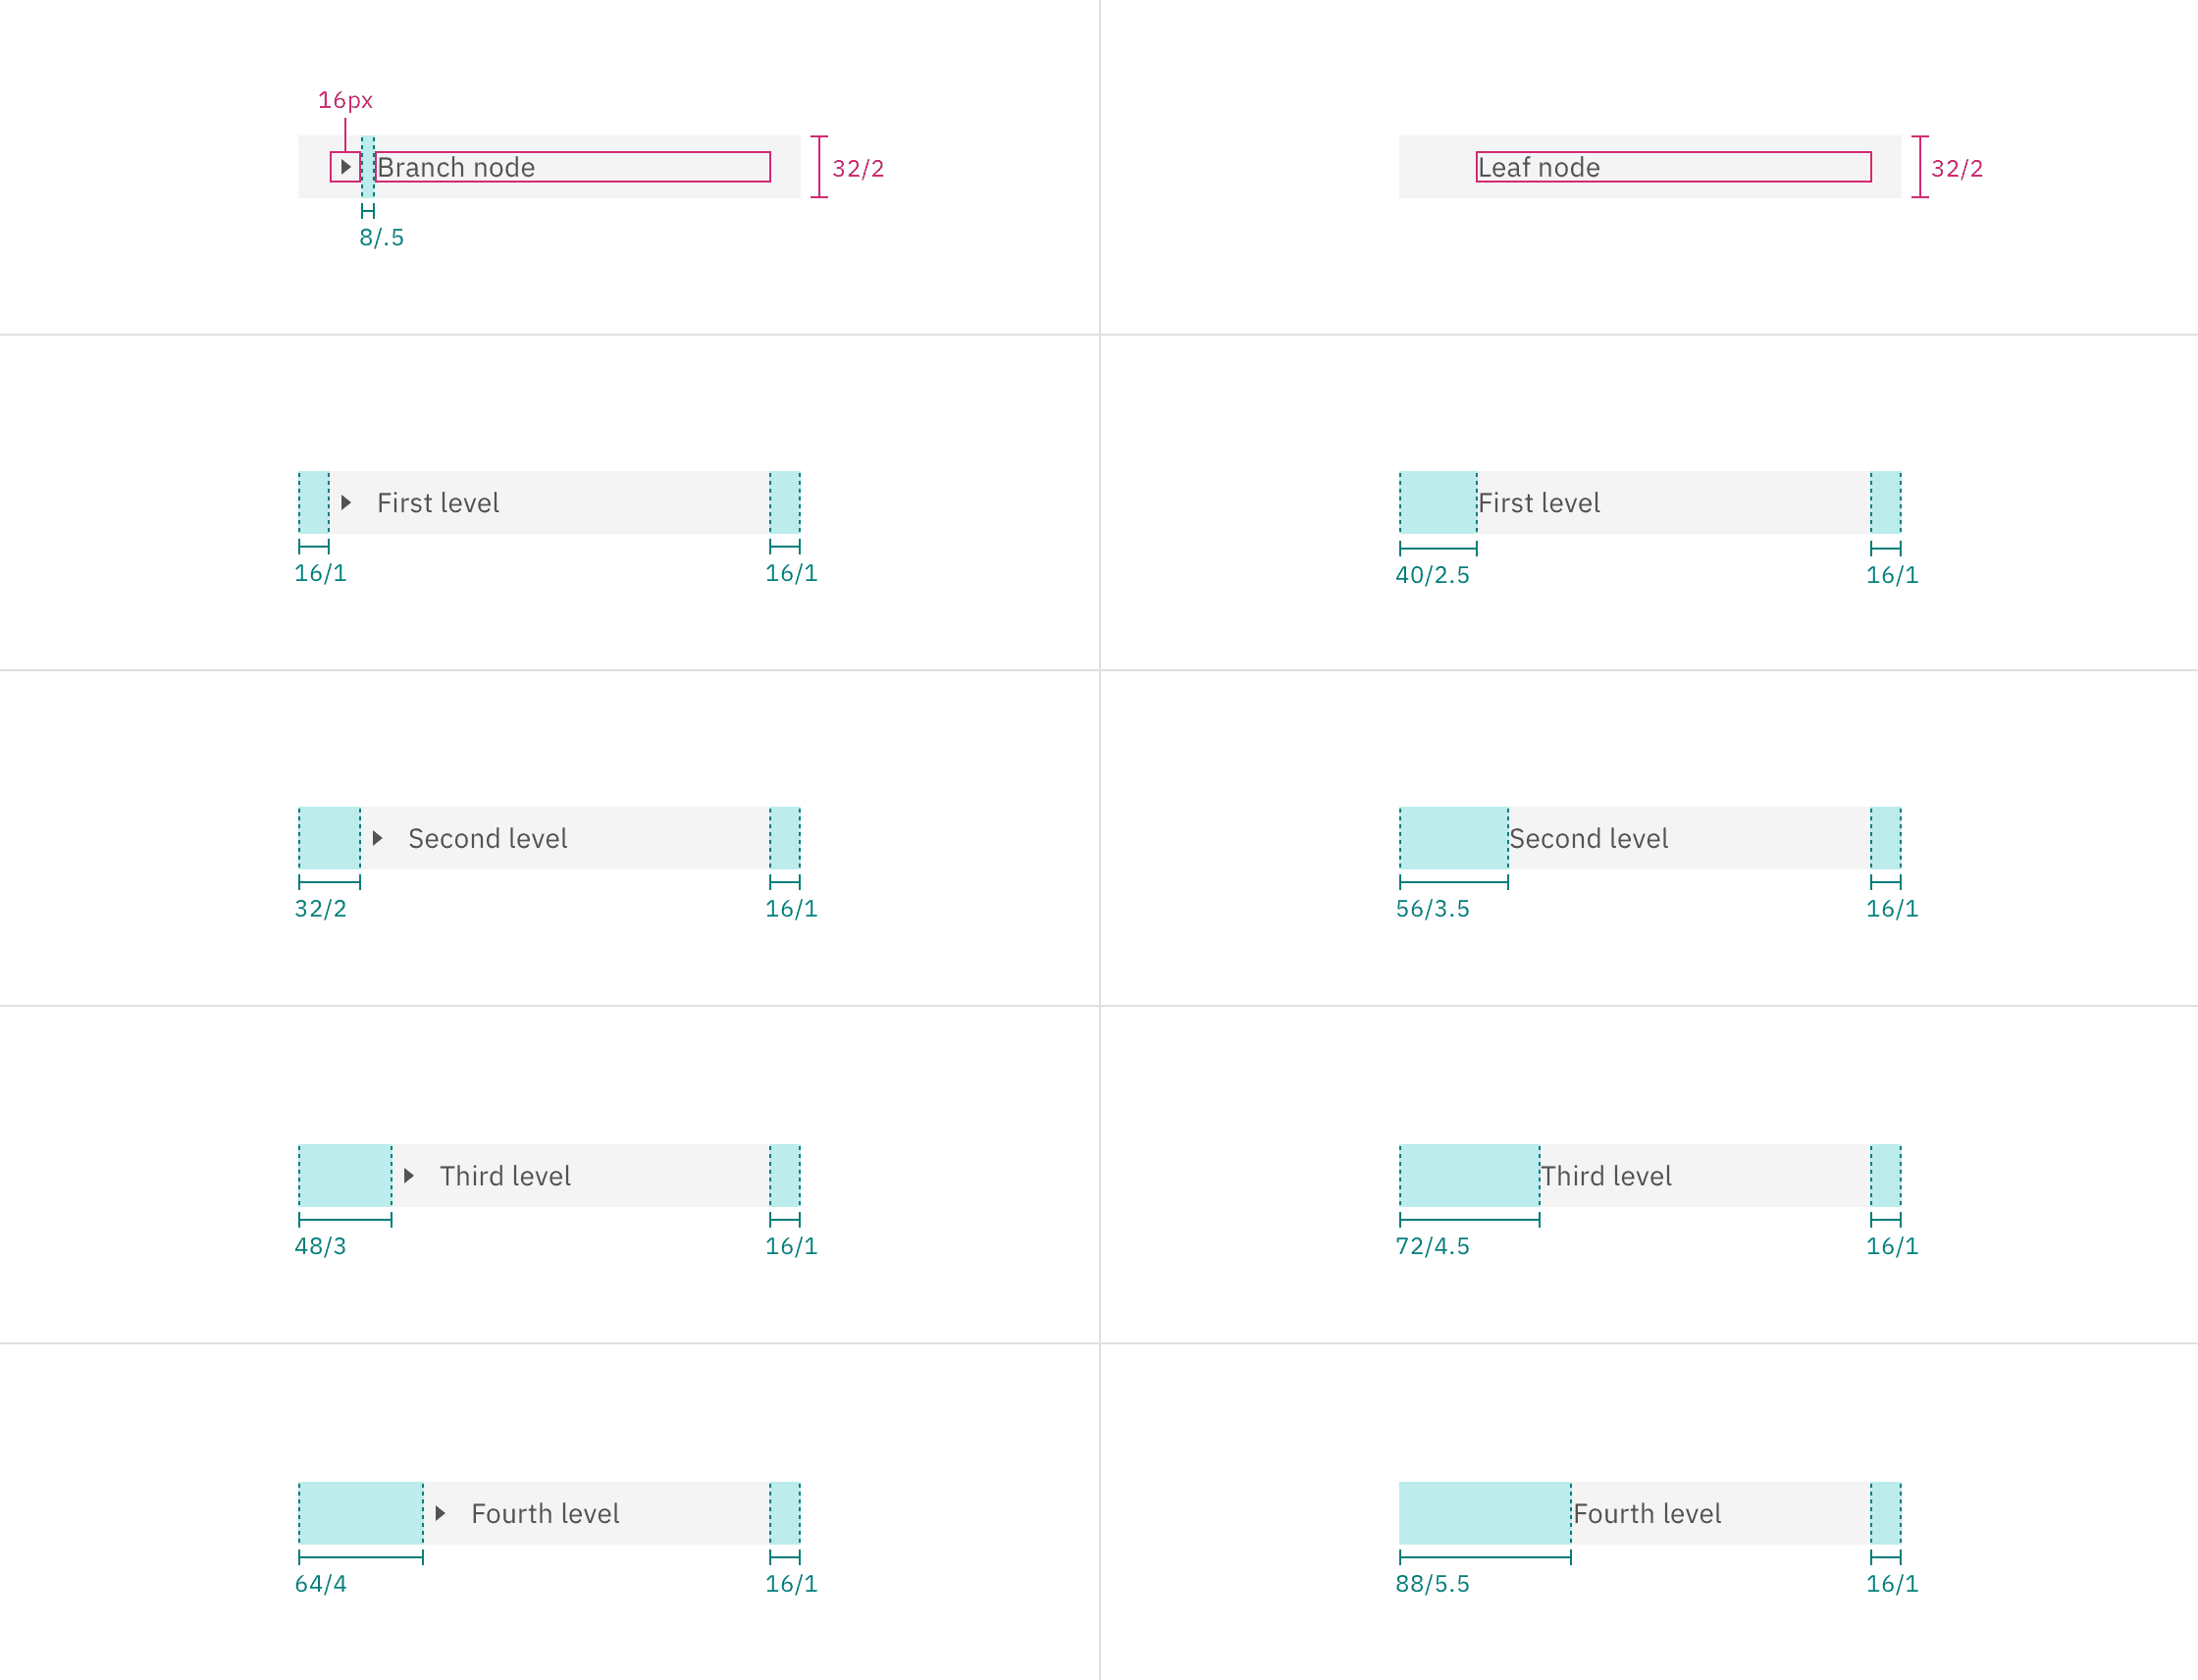 16px
Branch node
32/2
8/.5
Leaf node
32/2
First level
16/1
16/1
First level
40/2.5
16/1
Second level
32/2
16/1
Second level
56/3.5
16/1
Third level
48/3
16/1
Third level
72/4.5
16/1
Fourth level
64/4
16/1
Fourth level
88/5.5
16/1